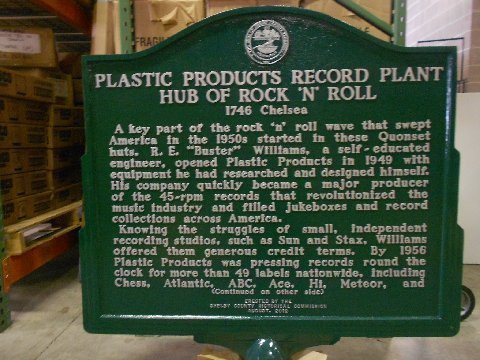 PLASTIC PRODUCTS RECORD PLANT
HUB OF ROCK 'N' ROLL
1746 Chelsea
A key part of the rock "n" roll wave that swept
America in the 1950s started in these Quonset
huts. R. E. "Buster" Williams, a self-educated
engineer, opened Plastic Products in 1949 with
equipment he had researched and designed himself.
His company quickly became a major producer
of the 45-rpm records that revolutionized the
music industry and filled jukeboxes and record
collections across America.
Knowing the struggles of small, independent
recording studios, such as Sun and Stax, Williams
offered them generous credit terms. By 1956
Plastic Products was pressing records round the
clock for more than 49 labels nationwide, including
Chess, Atlantic, ABC, Ace, Hi, Meteor, and
(Continued on other side)
ERECTED BY THE
SHELBY COUNTY HISTORICAL COMMISSION
AUGUST, 2012
FRAGILE